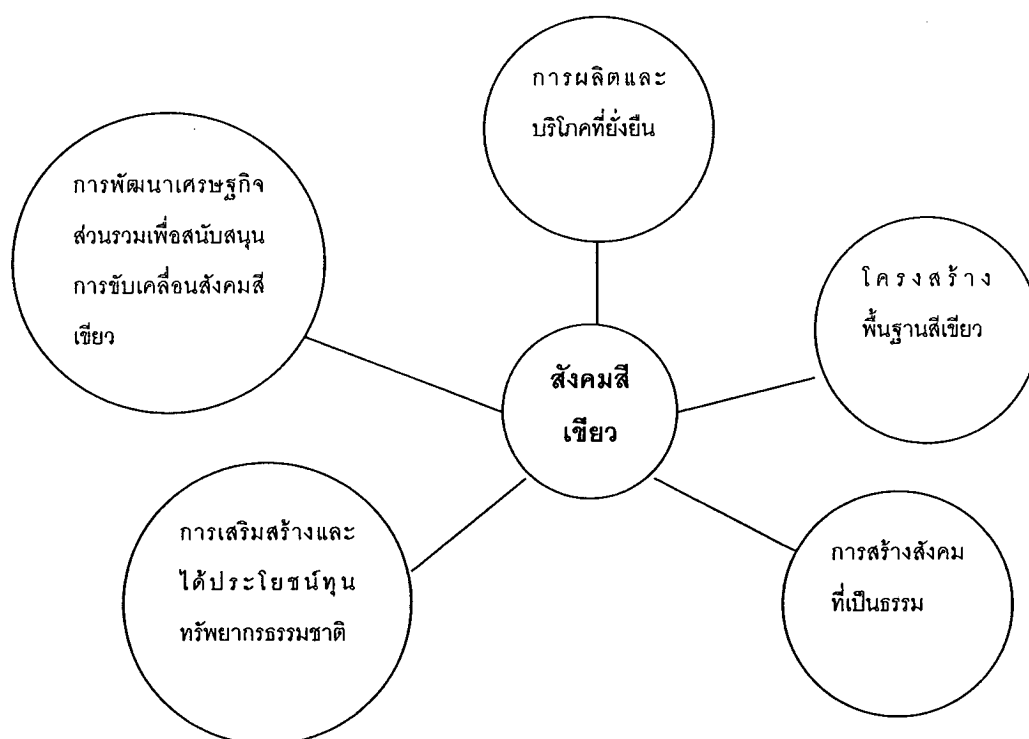 การผลิตและ
บริโภคที่ยั่งยืน
การพัฒนาเศรษฐกิจ
ส่วนรวมเพื่อสนับสนุน
การขับเคลื่อนสังคมสี
เขียว
โครงสร้าง
พื้นฐานสีเขียว
สังคมสี
เขียว
การเสริมสร้างและ
ได้ประโยชน์ทุน
ทรัพยากรธรรมชาติ
การสร้างสังคม
ที่เป็นธรรม